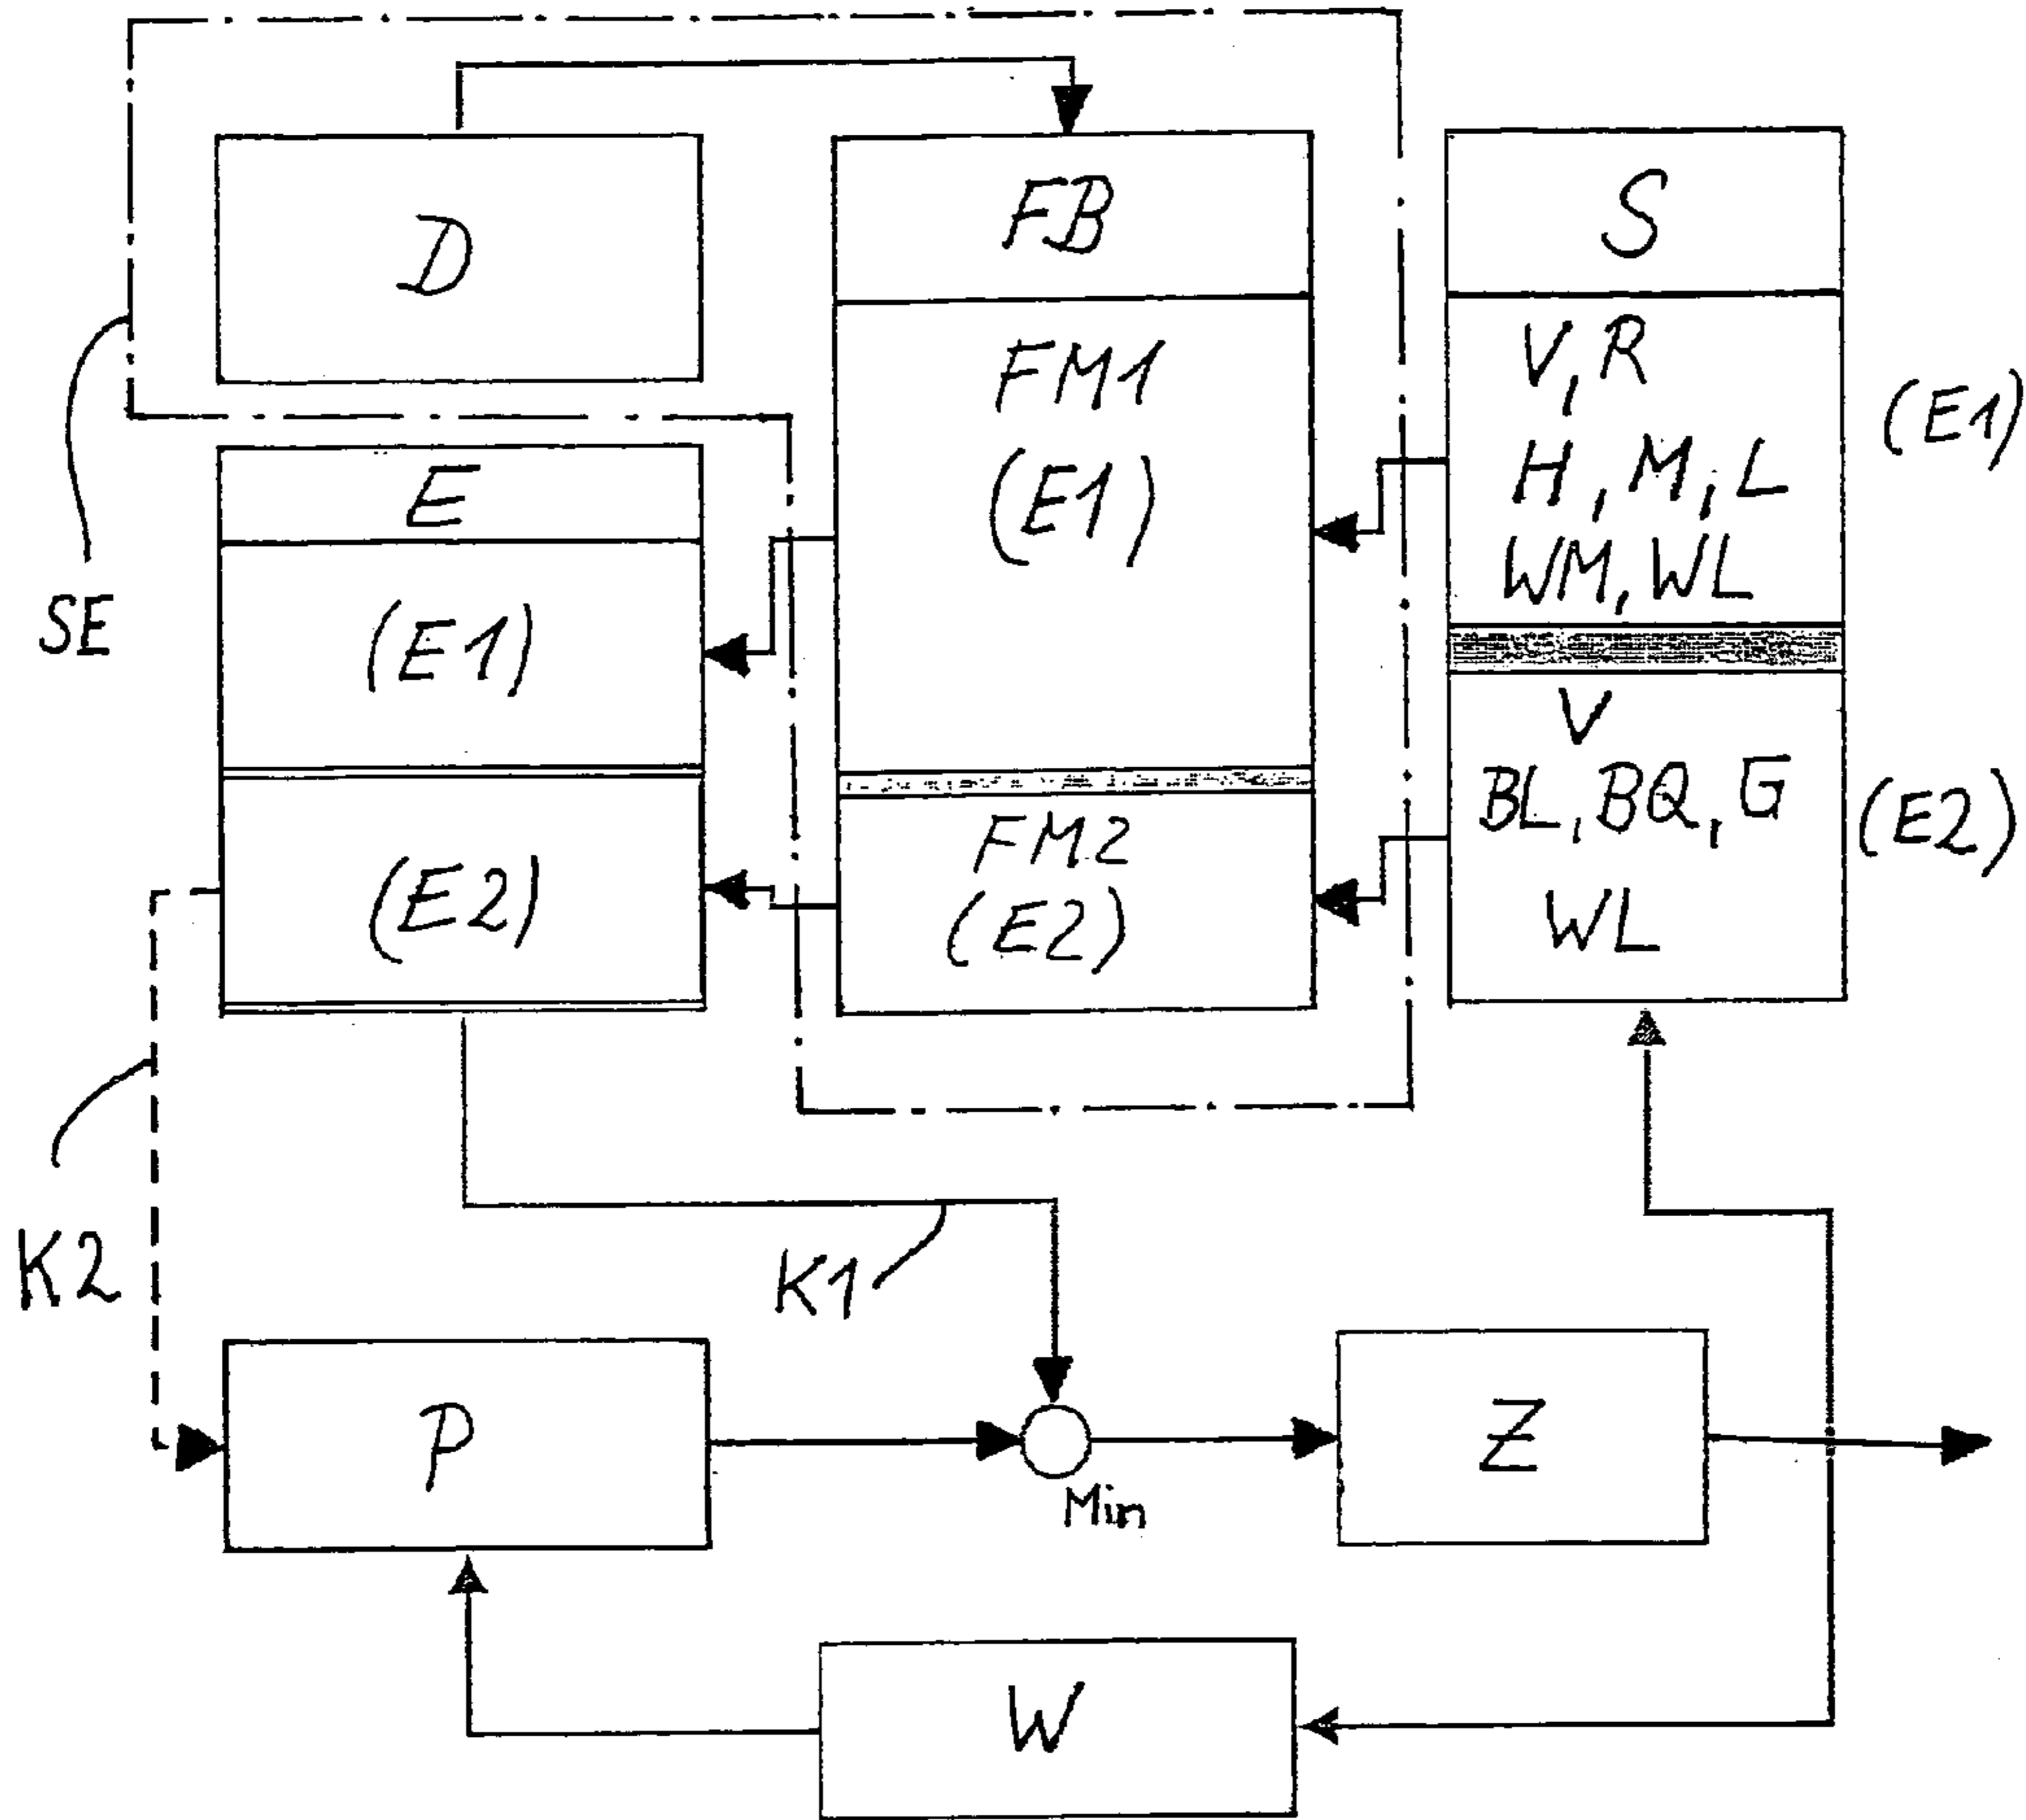 D
FB
S
FM1
(E1)
V, R
H, M, L
WM, WL
(E1)
E
(E1)
(E2)
SE
FM2
(E2)
V
BL, BQ, G
WL
(E2)
K2
K1
P
Min
Z
W